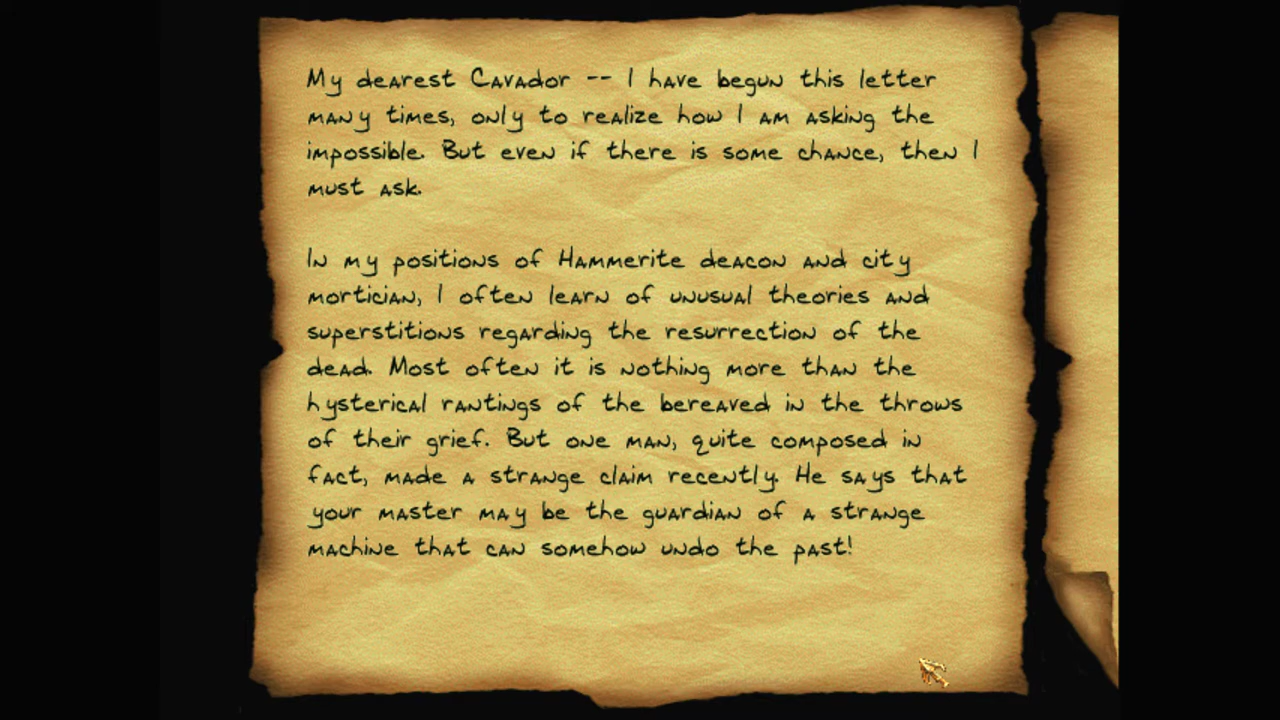 My dearest Cavador -- I have begun this letter
many times, only to realize how I am asking the
impossible. But even if there is some chance, then I
must ask.
In my positions of Hammerite deacon and city
mortician, I often learn of unusual theories and
superstitions regarding the resurrection of the
dead. Most often it is nothing more than the
hysterical rantings of the bereaved in the throws
of their grief. But one man, quite composed in
fact, made a strange claim recently. He says that
your master may be the guardian of a strange
machine that can somehow undo the past!